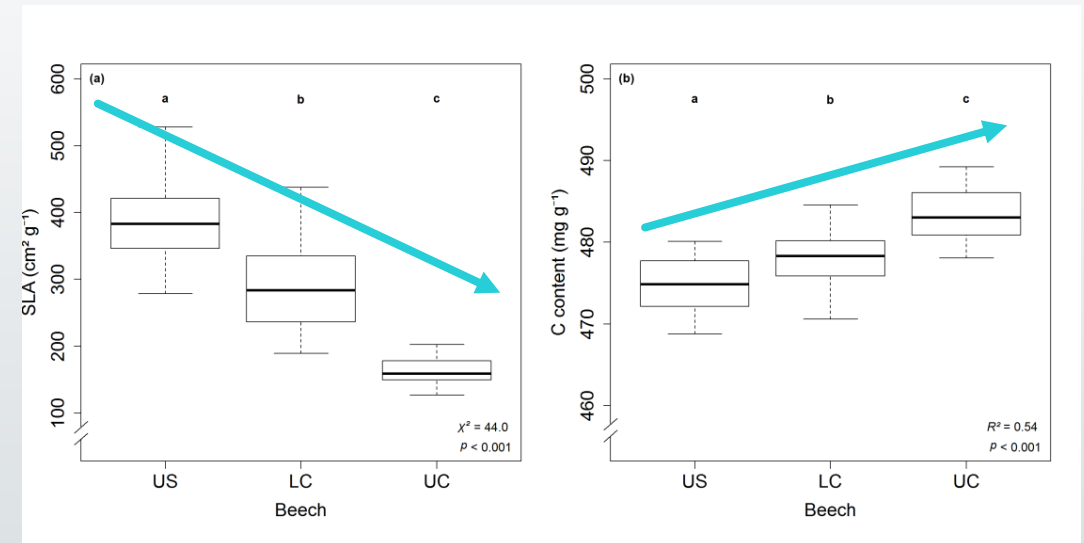 (a)
a b c
600
500
400
300
200
100
SLA (cm² g⁻¹)
χ² = 44.0
p < 0.001
US LC UC
Beech
(b)
a b c
500
490
480
470
460
C content (mg g⁻¹)
R² = 0.54
p < 0.001
US LC UC
Beech